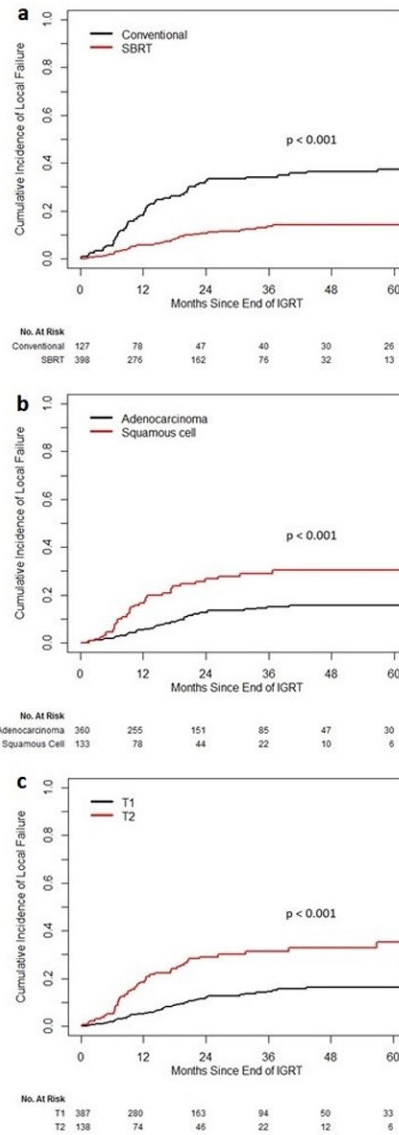 a
Conventional
SBRT
p < 0.001
Cumulative Incidence of Local Failure
0.0 0.2 0.4 0.6 0.8 1.0
0 12 24 36 48 60
Months Since End of IGRT
No. At Risk
Conventional 127 78 47 40 30 26
SBRT 398 276 162 76 32 13
b
Adenocarcinoma
Squamous cell
p < 0.001
Cumulative Incidence of Local Failure
0.0 0.2 0.4 0.6 0.8 1.0
0 12 24 36 48 60
Months Since End of IGRT
No. At Risk
Adenocarcinoma 360 255 151 85 47 30
Squamous Cell 133 78 44 22 10 6
c
T1
T2
p < 0.001
Cumulative Incidence of Local Failure
0.0 0.2 0.4 0.6 0.8 1.0
0 12 24 36 48 60
Months Since End of IGRT
No. At Risk
T1 387 280 163 94 50 33
T2 138 74 46 22 12 6